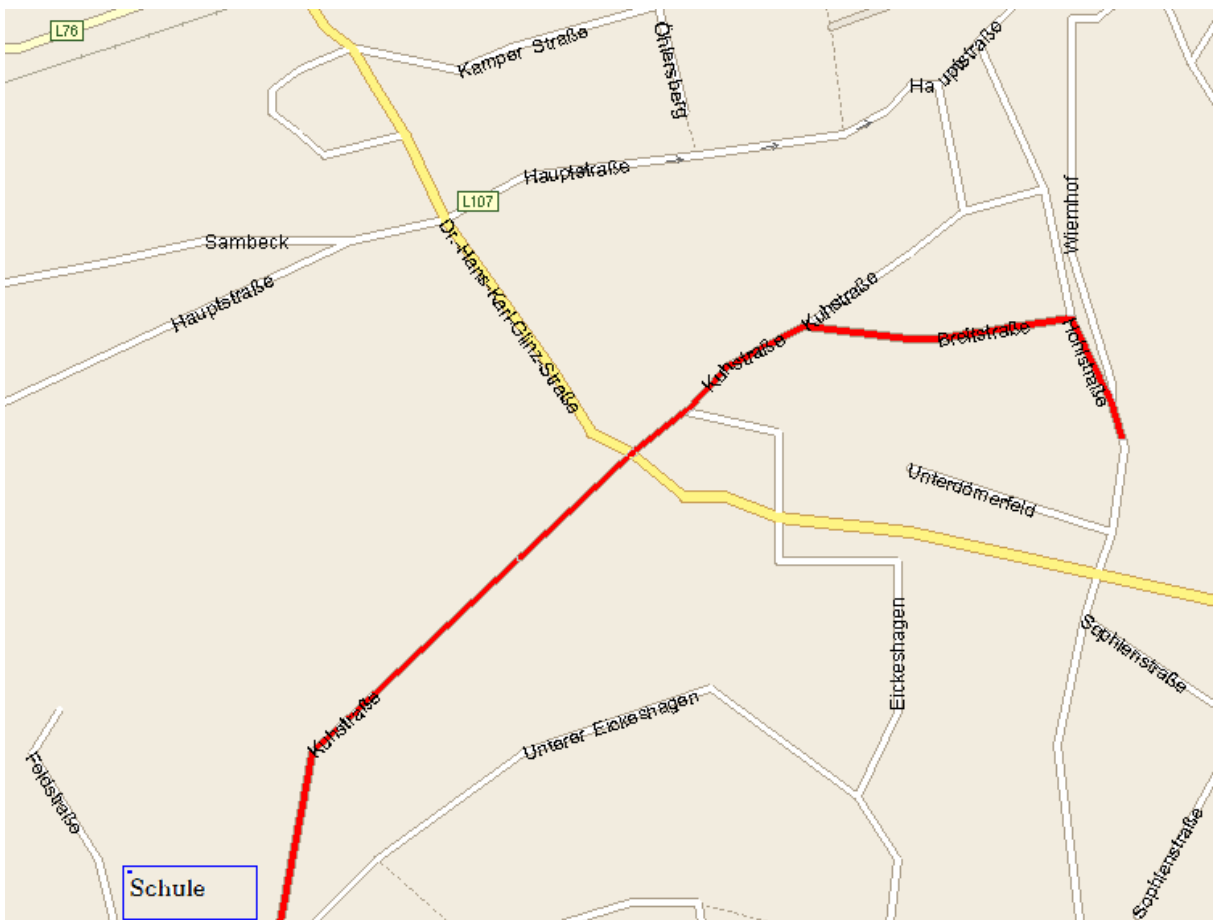 L76
Kamper Straße
Öhlersberg
Hauptstraße
Hauptstraße
L107
Wiemhof
Sambeck
Dr.-Hans-Karl-Glinz-Straße
Hauptstraße
Kuhstraße
Breitstraße
Hohlstraße
Kuhstraße
Unterdömerfeld
Eickeshagen
Sophienstraße
Kuhstraße
Unterer Eickeshagen
Feldstraße
Sophienstraße
Schule